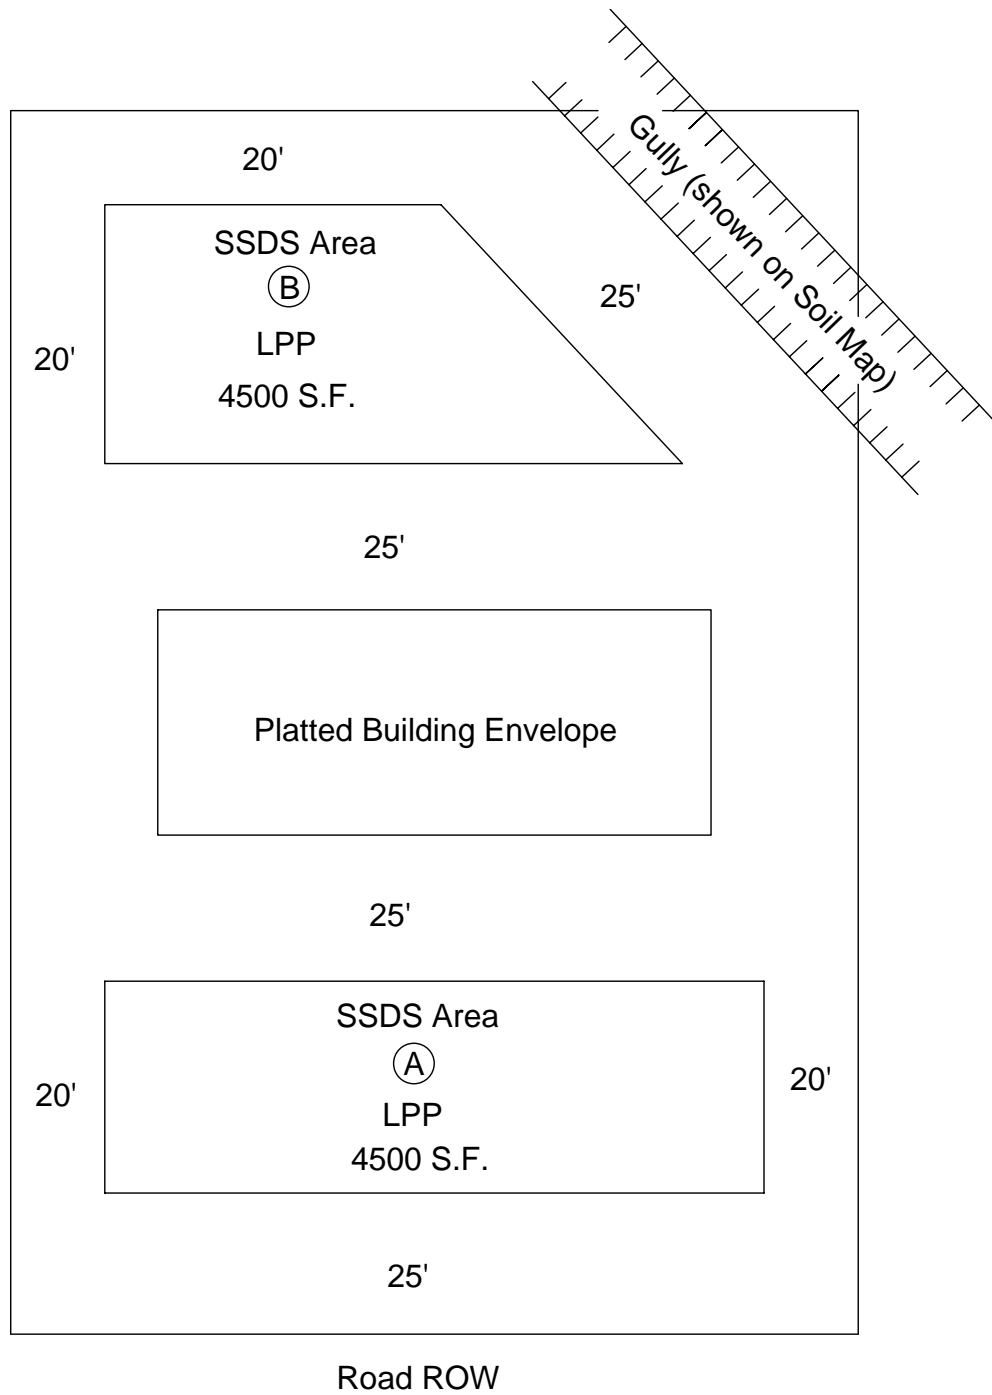 20'
SSDS Area
B
LPP
4500 S.F.
20'
25'
Gully (shown on Soil Map)
25'
Platted Building Envelope
25'
SSDS Area
A
LPP
4500 S.F.
20'
20'
25'
Road ROW